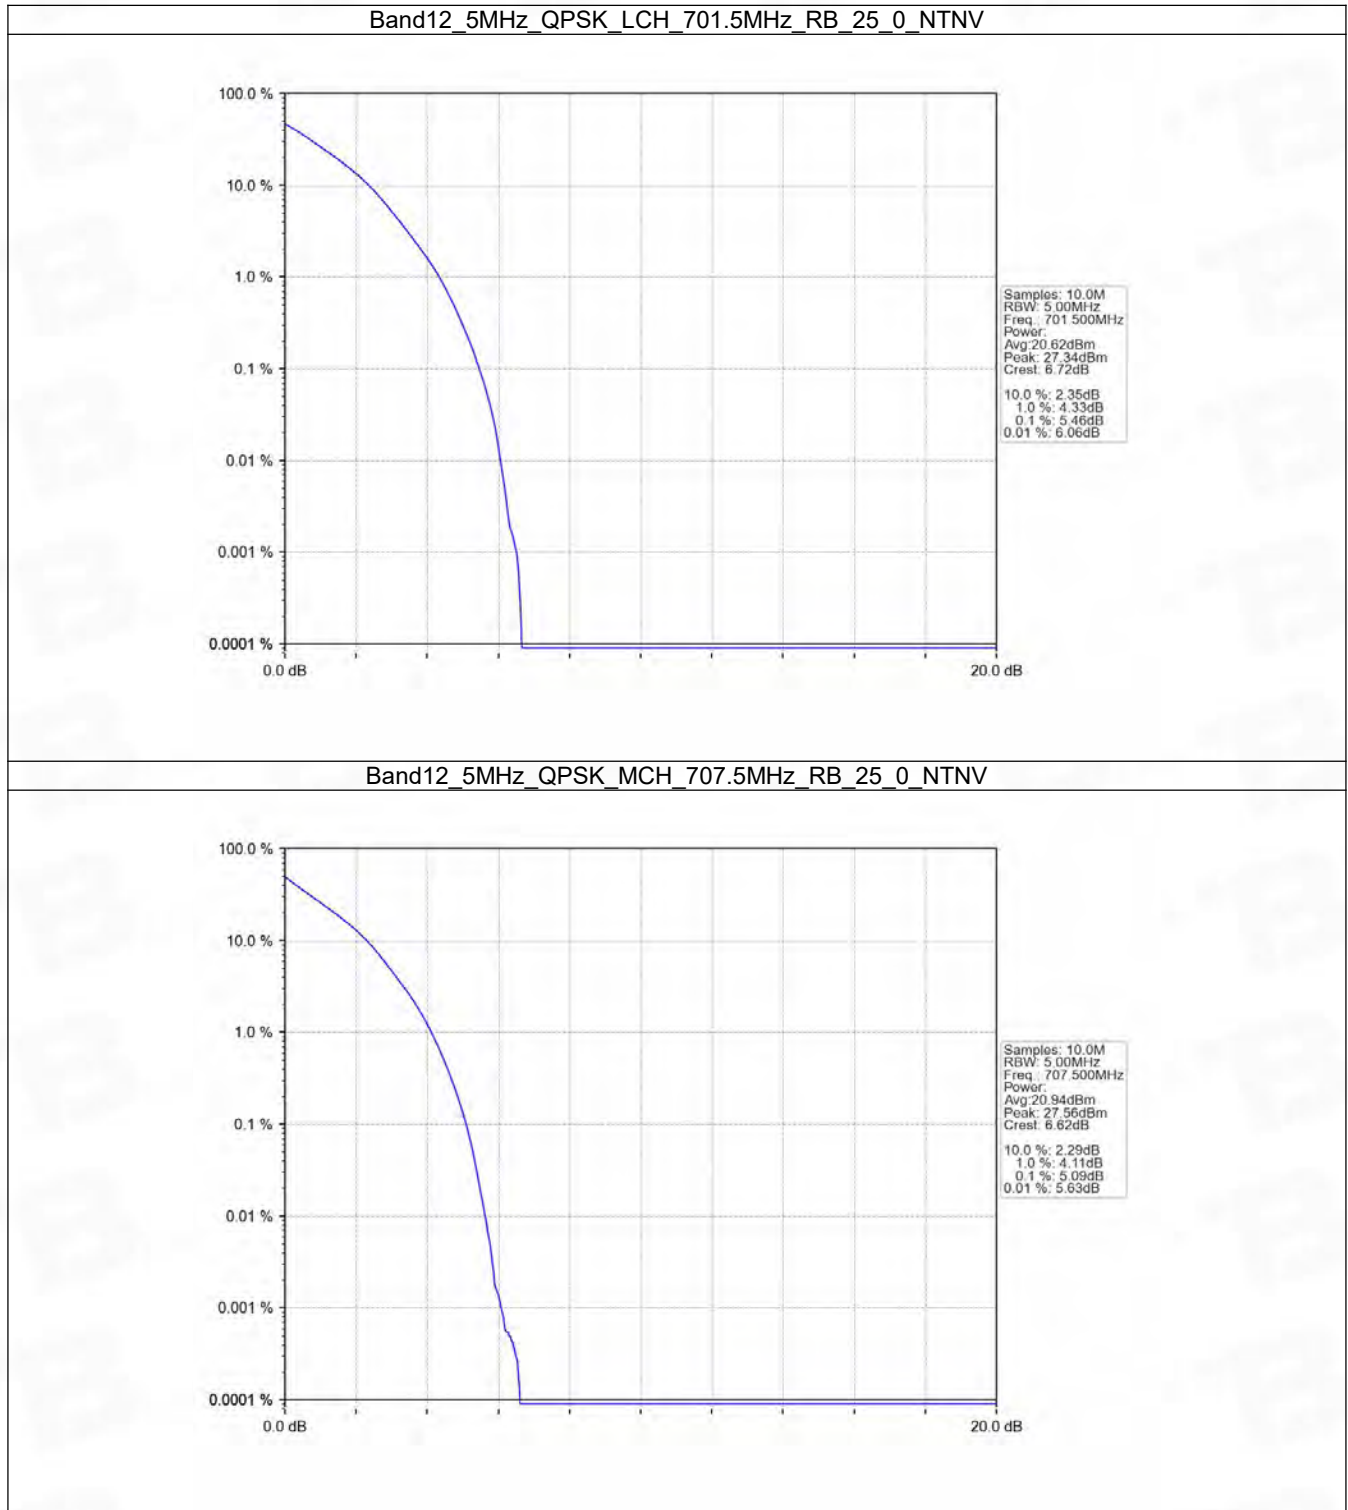 Band12_5MHz_QPSK_LCH_701.5MHz_RB_25_0_NTNV
100.0 %
10.0 %
1.0 %
0.1 %
0.01 %
0.001 %
0.0001 %
0.0 dB
20.0 dB
Samples: 10.0M
RBW: 5.00MHz
Freq.: 701.500MHz
Power:
Avg:20.62dBm
Peak: 27.34dBm
Crest: 6.72dB
10.0 %: 2.35dB
1.0 %: 4.33dB
0.1 %: 5.46dB
0.01 %: 6.06dB
Band12_5MHz_QPSK_MCH_707.5MHz_RB_25_0_NTNV
100.0 %
10.0 %
1.0 %
0.1 %
0.01 %
0.001 %
0.0001 %
0.0 dB
20.0 dB
Samples: 10.0M
RBW: 5.00MHz
Freq.: 707.500MHz
Power:
Avg:20.94dBm
Peak: 27.56dBm
Crest: 6.62dB
10.0 %: 2.29dB
1.0 %: 4.11dB
0.1 %: 5.09dB
0.01 %: 5.63dB